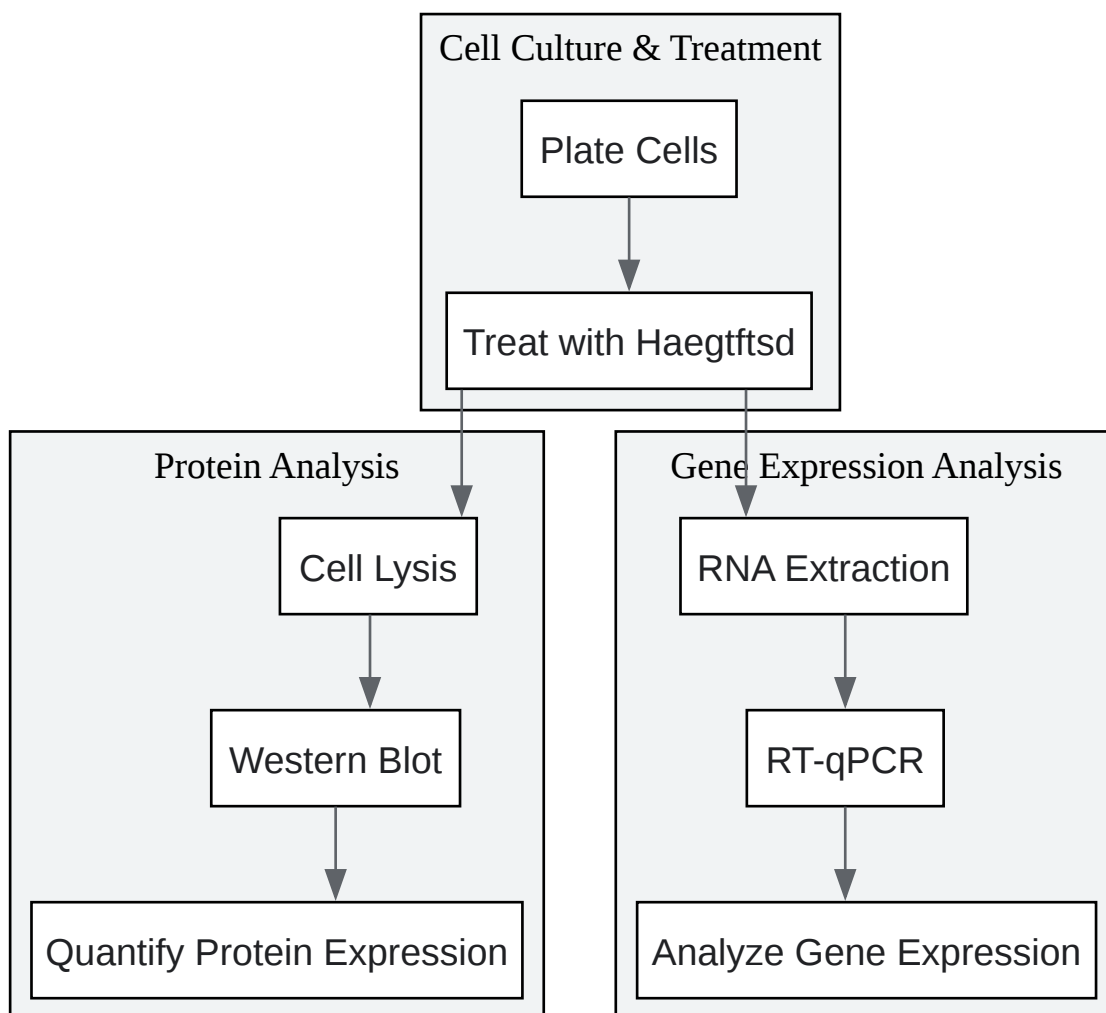 Cell Culture & Treatment
Plate Cells
Treat with Haegtftsd
Protein Analysis
Cell Lysis
Western Blot
Quantify Protein Expression
Gene Expression Analysis
RNA Extraction
RT-qPCR
Analyze Gene Expression